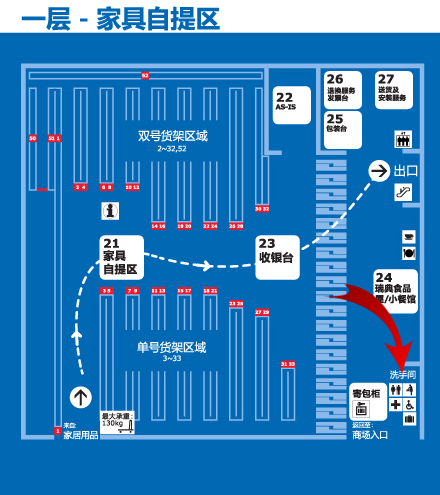 一层 - 家具自提区
52
50
51 1
2 4
6 8
10 12
双号货架区域
2~32,52
14 16
18 20
22 24
26 28
30 32
22
AS-IS
26
退换服务
发票台
27
送货及
安装服务
25
包装台
出口
21
家具
自提区
23
收银台
24
瑞典食品
屋/小餐馆
3 5
7 9
11 13
15 17
19 21
23 25
27 29
31 33
单号货架区域
3~33
洗手间
寄包柜
最大承重:
130kg
1
来自:
家居用品
返回至:
商场入口